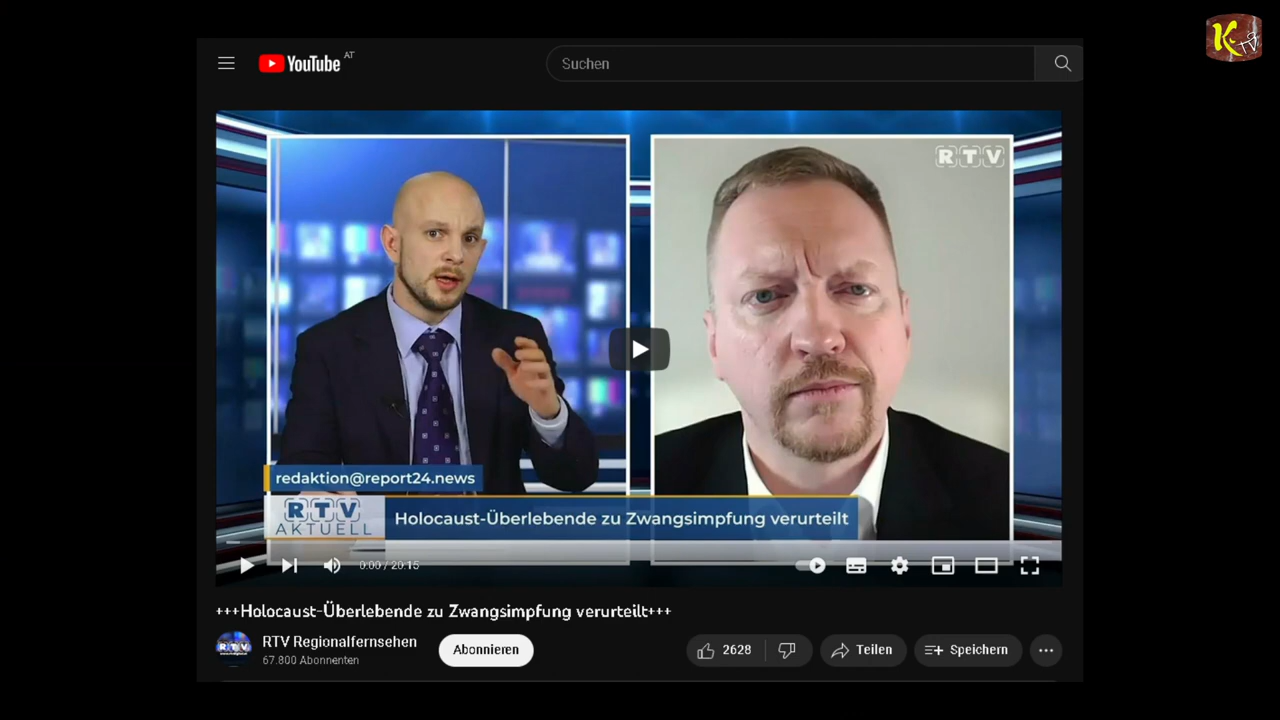 K-TV
YouTube AT
Suchen
RTV
redaktion@report24.news
RTV
AKTUELL
Holocaust-Überlebende zu Zwangsimpfung verurteilt
0:00 / 20:15
+++Holocaust-Überlebende zu Zwangsimpfung verurteilt+++
RTV Regionalfernsehen
67.800 Abonnenten
Abonnieren
2628
Teilen
Speichern